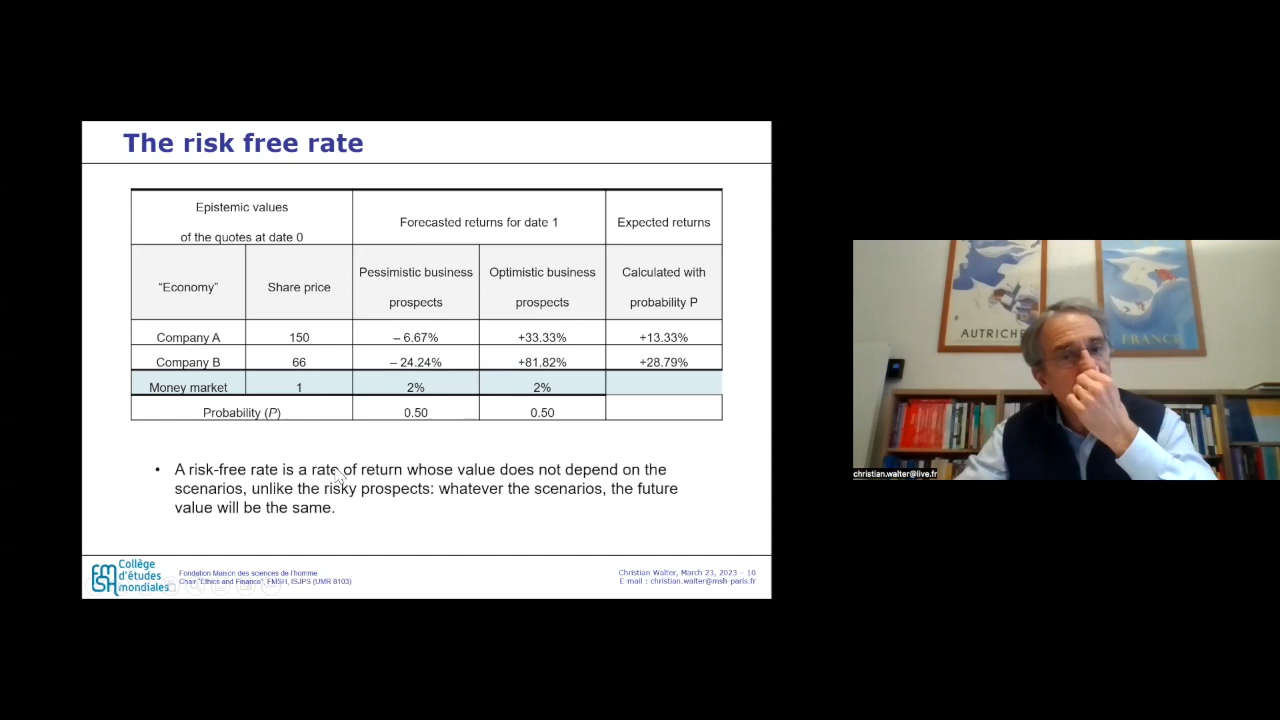 The risk free rate
Epistemic values
of the quotes at date 0
Forecasted returns for date 1
Expected returns
“Economy”
Share price
Pessimistic business
prospects
Optimistic business
prospects
Calculated with
probability P
Company A 150 – 6.67% +33.33% +13.33%
Company B 66 – 24.24% +81.82% +28.79%
Money market 1 2% 2%
Probability (P) 0.50 0.50
• A risk-free rate is a rate of return whose value does not depend on the
scenarios, unlike the risky prospects: whatever the scenarios, the future
value will be the same.
FMSH
Collège
d'études
mondiales
Fondation Maison des sciences de l'homme
Chair "Ethics and Finance", FMSH, ISJPS (UMR 8103)
Christian Walter, March 23, 2023 – 10
E-mail : christian.walter@msh-paris.fr
AUTRICHE
FRANCE
christian.walter@live.fr